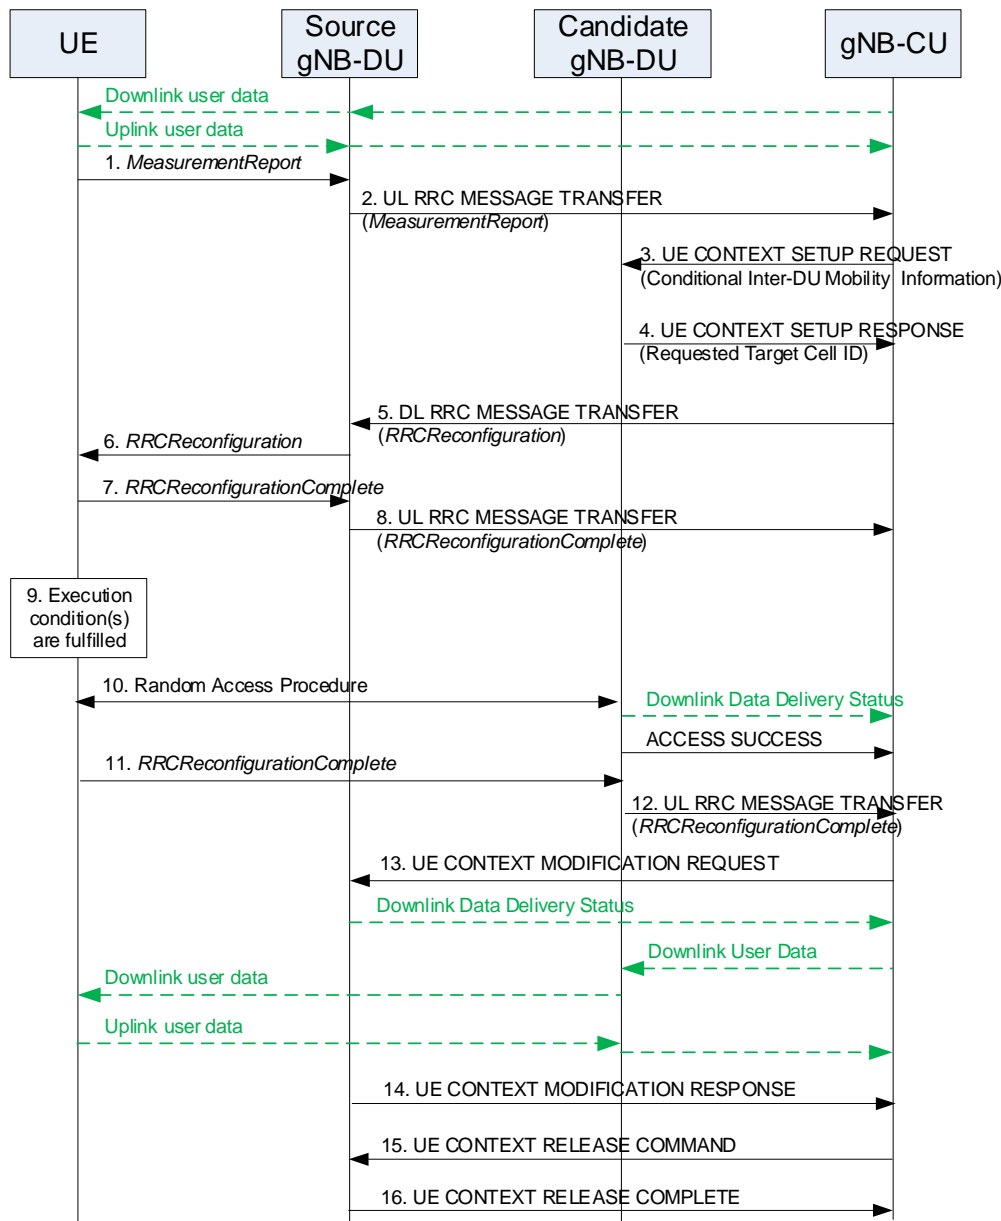 UE
Source
gNB-DU
Candidate
gNB-DU
gNB-CU
Downlink user data
Uplink user data
1. MeasurementReport
2. UL RRC MESSAGE TRANSFER
(MeasurementReport)
3. UE CONTEXT SETUP REQUEST
(Conditional Inter-DU Mobility Information)
4. UE CONTEXT SETUP RESPONSE
(Requested Target Cell ID)
5. DL RRC MESSAGE TRANSFER
(RRCReconfiguration)
6. RRCReconfiguration
7. RRCReconfigurationComplete
8. UL RRC MESSAGE TRANSFER
(RRCReconfigurationComplete)
9. Execution
condition(s)
are fulfilled
10. Random Access Procedure
Downlink Data Delivery Status
ACCESS SUCCESS
11. RRCReconfigurationComplete
12. UL RRC MESSAGE TRANSFER
(RRCReconfigurationComplete)
13. UE CONTEXT MODIFICATION REQUEST
Downlink Data Delivery Status
Downlink User Data
Downlink user data
Uplink user data
14. UE CONTEXT MODIFICATION RESPONSE
15. UE CONTEXT RELEASE COMMAND
16. UE CONTEXT RELEASE COMPLETE